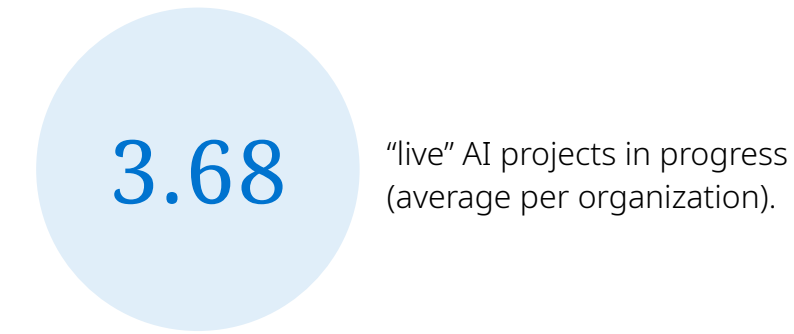 3.68
“live” AI projects in progress
(average per organization).